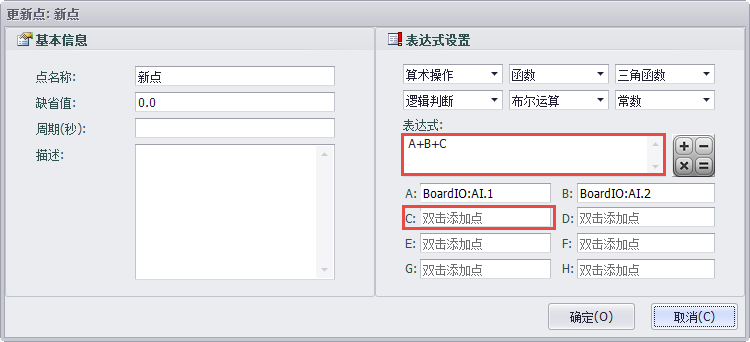 更新点: 新点
基本信息
点名称: 新点
缺省值: 0.0
周期(秒):
描述:
表达式设置
算术操作 函数 三角函数
逻辑判断 布尔运算 常数
表达式:
A+B+C
A: BoardIO:AI.1 B: BoardIO:AI.2
C: 双击添加点 D: 双击添加点
E: 双击添加点 F: 双击添加点
G: 双击添加点 H: 双击添加点
确定(O) 取消(C)